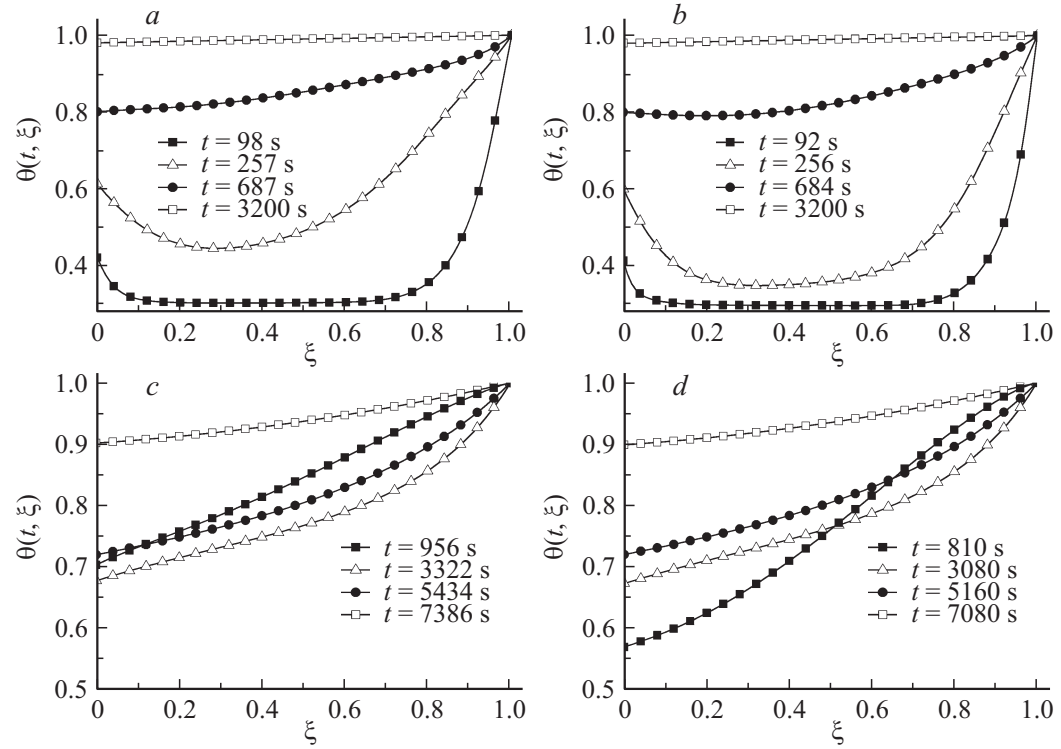 a
1.0
0.8
0.6
0.4
θ(t, ξ)
t = 98 s
t = 257 s
t = 687 s
t = 3200 s
0 0.2 0.4 0.6 0.8 1.0
ξ
b
1.0
0.8
0.6
0.4
θ(t, ξ)
t = 92 s
t = 256 s
t = 684 s
t = 3200 s
0 0.2 0.4 0.6 0.8 1.0
ξ
c
1.0
0.9
0.8
0.7
0.6
0.5
θ(t, ξ)
t = 956 s
t = 3322 s
t = 5434 s
t = 7386 s
0 0.2 0.4 0.6 0.8 1.0
ξ
d
1.0
0.9
0.8
0.7
0.6
0.5
θ(t, ξ)
t = 810 s
t = 3080 s
t = 5160 s
t = 7080 s
0 0.2 0.4 0.6 0.8 1.0
ξ